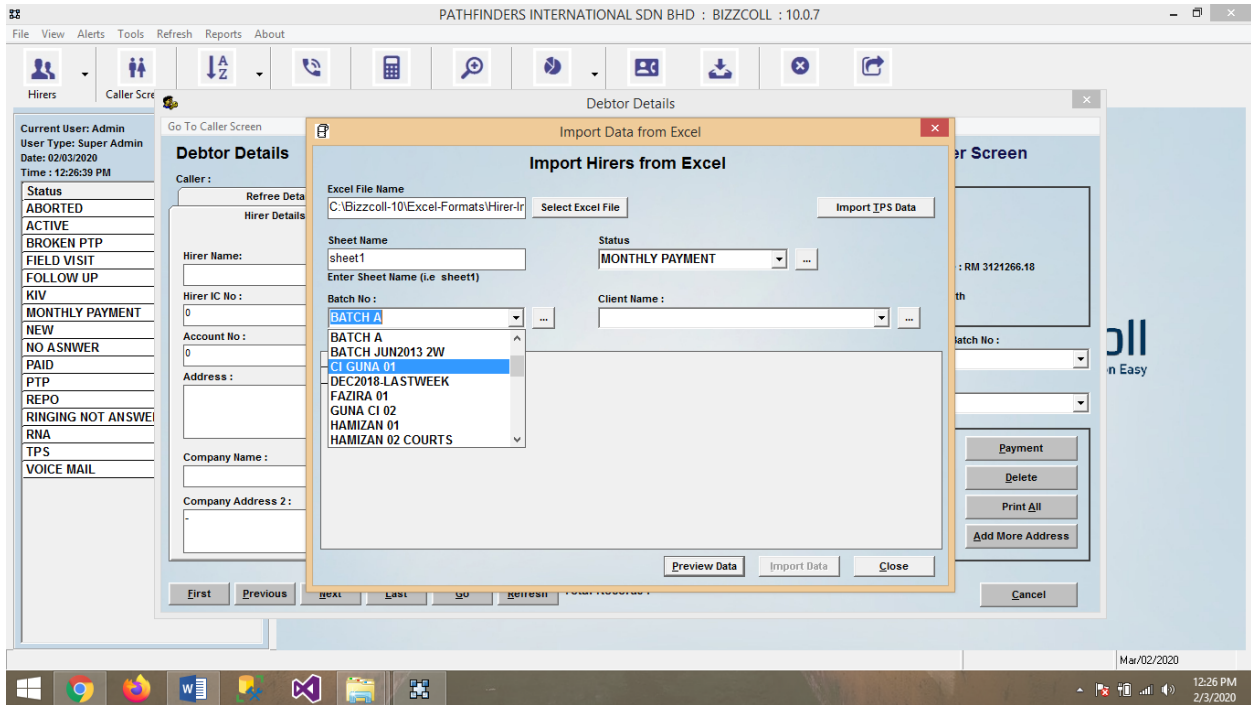 PATHFINDERS INTERNATIONAL SDN BHD : BIZZCOLL : 10.0.7
File View Alerts Tools Refresh Reports About
Hirers
Caller Scre
Debtor Details
Current User: Admin
User Type: Super Admin
Date: 02/03/2020
Time : 12:26:39 PM
Status
ABORTED
ACTIVE
BROKEN PTP
FIELD VISIT
FOLLOW UP
KIV
MONTHLY PAYMENT
NEW
NO ASNWER
PAID
PTP
REPO
RINGING NOT ANSWE
RNA
TPS
VOICE MAIL
Go To Caller Screen
Debtor Details
er Screen
Caller :
Refree Deta
Hirer Details
Hirer Name:
Hirer IC No :
0
Account No :
0
Address :
Company Name :
Company Address 2 :
-
Import Data from Excel
Import Hirers from Excel
Excel File Name
C:\Bizzcoll-10\Excel-Formats\Hirer-Ir
Select Excel File
Import TPS Data
Sheet Name
sheet1
Enter Sheet Name (i.e sheet1)
Status
MONTHLY PAYMENT
...
Batch No :
BATCH A
...
Client Name :
...
BATCH A
BATCH JUN2013 2W
CI GUNA 01
DEC2018-LASTWEEK
FAZIRA 01
GUNA CI 02
HAMIZAN 01
HAMIZAN 02 COURTS
Preview Data
Import Data
Close
: RM 3121266.18
th
Batch No :
Payment
Delete
Print All
Add More Address
First
Previous
Next
Last
Go
Refresh
Total Records :
Cancel
oll
n Easy
Mar/02/2020
12:26 PM
2/3/2020